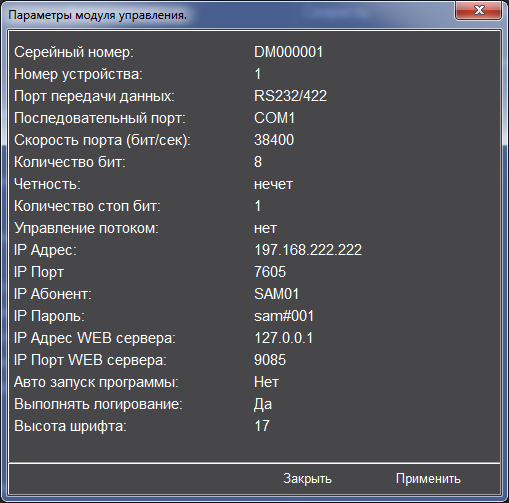 Параметры модуля управления.
Серейный номер: DM000001
Номер устройства: 1
Порт передачи данных: RS232/422
Последовательный порт: COM1
Скорость порта (бит/сек): 38400
Количество бит: 8
Четность: нечет
Количество стоп бит: 1
Управление потоком: нет
IP Адрес: 197.168.222.222
IP Порт 7605
IP Абонент: SAM01
IP Пароль: sam#001
IP Адрес WEB сервера: 127.0.0.1
IP Порт WEB сервера: 9085
Авто запуск программы: Нет
Выполнять логирование: Да
Высота шрифта: 17
Закрыть Применить